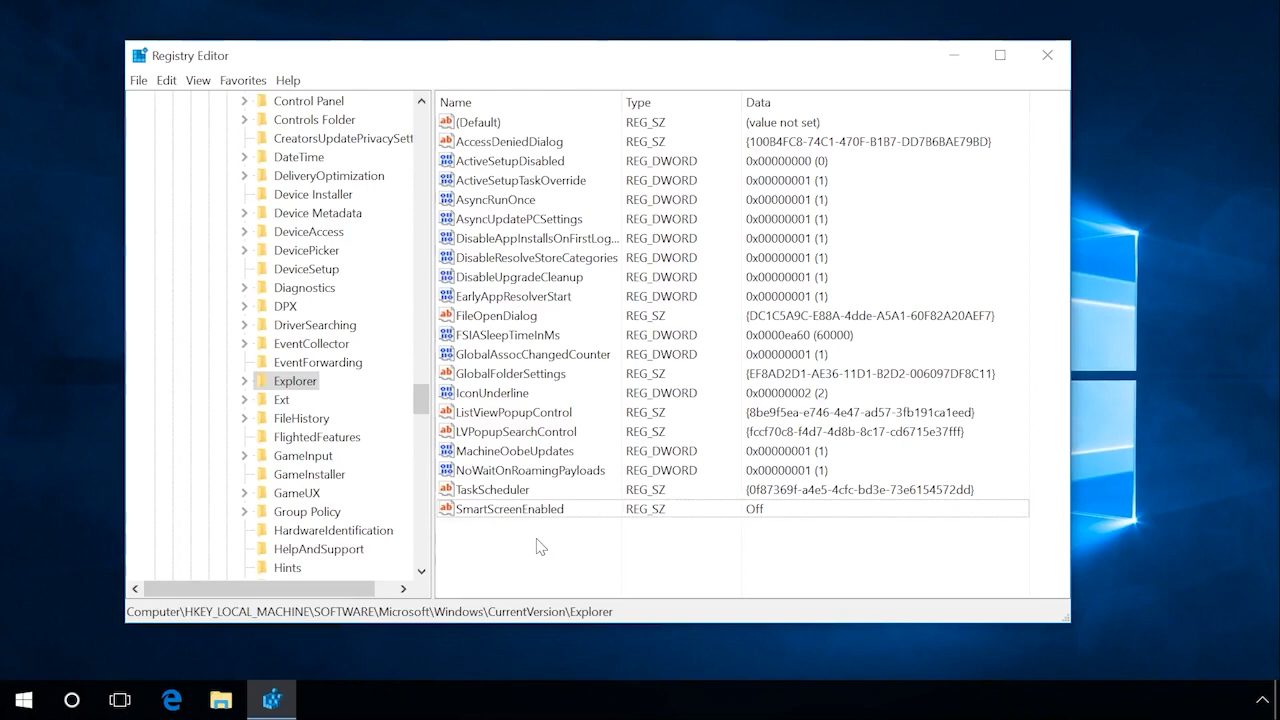 Registry Editor
File Edit View Favorites Help
Control Panel
Controls Folder
CreatorsUpdatePrivacySett
DateTime
DeliveryOptimization
Device Installer
Device Metadata
DeviceAccess
DevicePicker
DeviceSetup
Diagnostics
DPX
DriverSearching
EventCollector
EventForwarding
Explorer
Ext
FileHistory
FlightedFeatures
GameInput
GameInstaller
GameUX
Group Policy
HardwareIdentification
HelpAndSupport
Hints
Name Type Data
(Default) REG_SZ (value not set)
AccessDeniedDialog REG_SZ {100B4FC8-74C1-470F-B1B7-DD7B6BAE79BD}
ActiveSetupDisabled REG_DWORD 0x00000000 (0)
ActiveSetupTaskOverride REG_DWORD 0x00000001 (1)
AsyncRunOnce REG_DWORD 0x00000001 (1)
AsyncUpdatePCSettings REG_DWORD 0x00000001 (1)
DisableAppInstallsOnFirstLog... REG_DWORD 0x00000001 (1)
DisableResolveStoreCategories REG_DWORD 0x00000001 (1)
DisableUpgradeCleanup REG_DWORD 0x00000001 (1)
EarlyAppResolverStart REG_DWORD 0x00000001 (1)
FileOpenDialog REG_SZ {DC1C5A9C-E88A-4dde-A5A1-60F82A20AEF7}
FSIASleepTimeInMs REG_DWORD 0x0000ea60 (60000)
GlobalAssocChangedCounter REG_DWORD 0x00000001 (1)
GlobalFolderSettings REG_SZ {EF8AD2D1-AE36-11D1-B2D2-006097DF8C11}
IconUnderline REG_DWORD 0x00000002 (2)
ListViewPopupControl REG_SZ {8be9f5ea-e746-4e47-ad57-3fb191ca1eed}
LVPopupSearchControl REG_SZ {fccf70c8-f4d7-4d8b-8c17-cd6715e37fff}
MachineOobeUpdates REG_DWORD 0x00000001 (1)
NoWaitOnRoamingPayloads REG_DWORD 0x00000001 (1)
TaskScheduler REG_SZ {0f87369f-a4e5-4cfc-bd3e-73e6154572dd}
SmartScreenEnabled REG_SZ Off
Computer\HKEY_LOCAL_MACHINE\SOFTWARE\Microsoft\Windows\CurrentVersion\Explorer